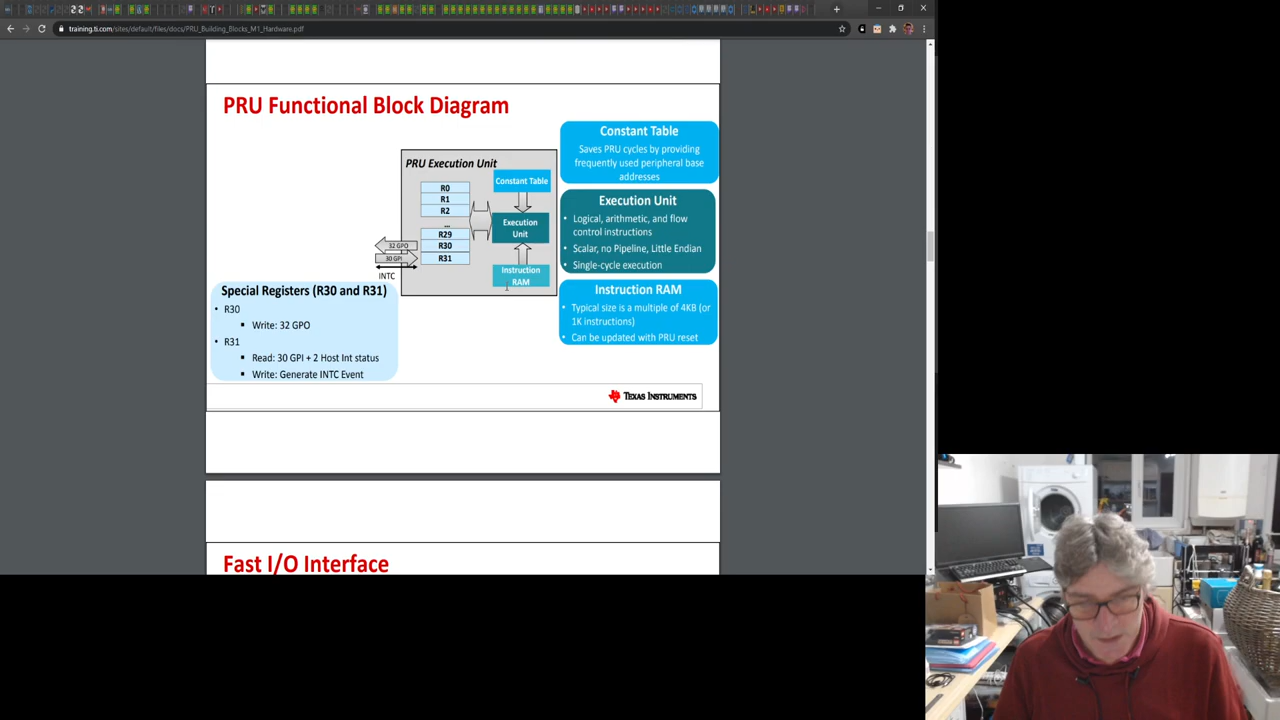 training.ti.com/sites/default/files/docs/PRU_Building_Blocks_M1_Hardware.pdf
PRU Functional Block Diagram
PRU Execution Unit
R0
R1
R2
...
R29
R30
R31
Constant Table
Execution
Unit
Instruction
RAM
32 GPO
30 GPI
INTC
Special Registers (R30 and R31)
• R30
▪ Write: 32 GPO
• R31
▪ Read: 30 GPI + 2 Host Int status
▪ Write: Generate INTC Event
Constant Table
Saves PRU cycles by providing
frequently used peripheral base
addresses
Execution Unit
• Logical, arithmetic, and flow
control instructions
• Scalar, no Pipeline, Little Endian
• Single-cycle execution
Instruction RAM
• Typical size is a multiple of 4KB (or
1K instructions)
• Can be updated with PRU reset
TEXAS INSTRUMENTS
Fast I/O Interface